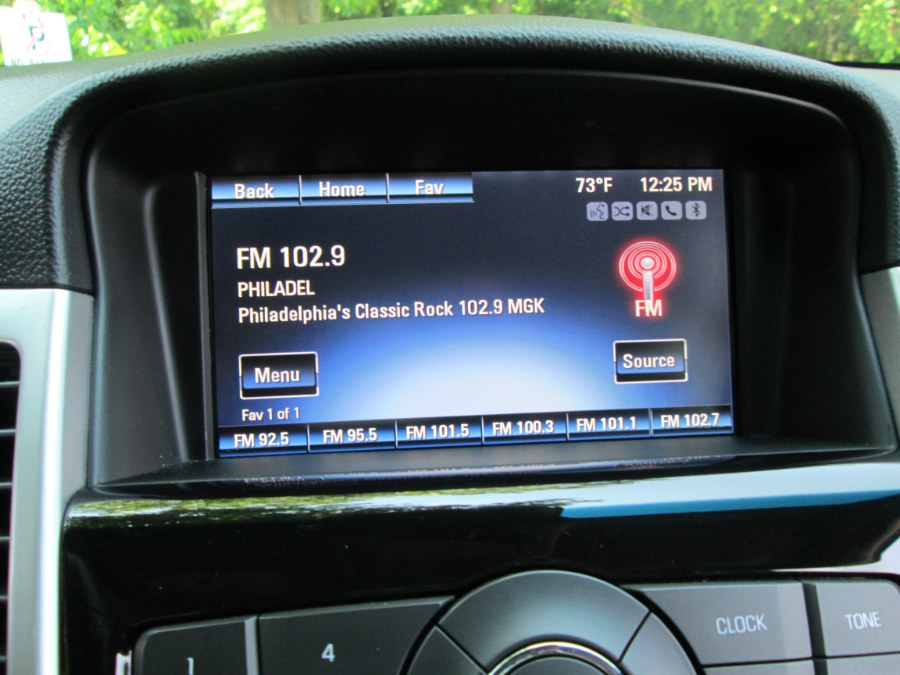 Back Home Fav 73°F 12:25 PM
FM 102.9
PHILADEL
Philadelphia's Classic Rock 102.9 MGK
FM
Menu Source
Fav 1 of 1
FM 92.5 FM 95.5 FM 101.5 FM 100.3 FM 101.1 FM 102.7
1 4 CLOCK TONE